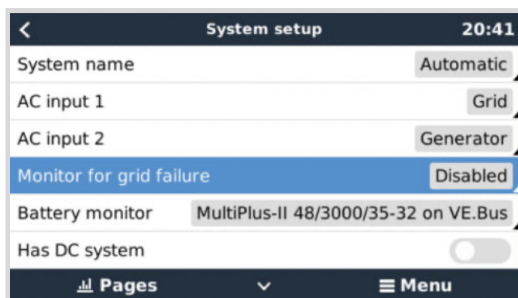 System setup 20:41
System name Automatic
AC input 1 Grid
AC input 2 Generator
Monitor for grid failure Disabled
Battery monitor MultiPlus-II 48/3000/35-32 on VE.Bus
Has DC system
Pages Menu